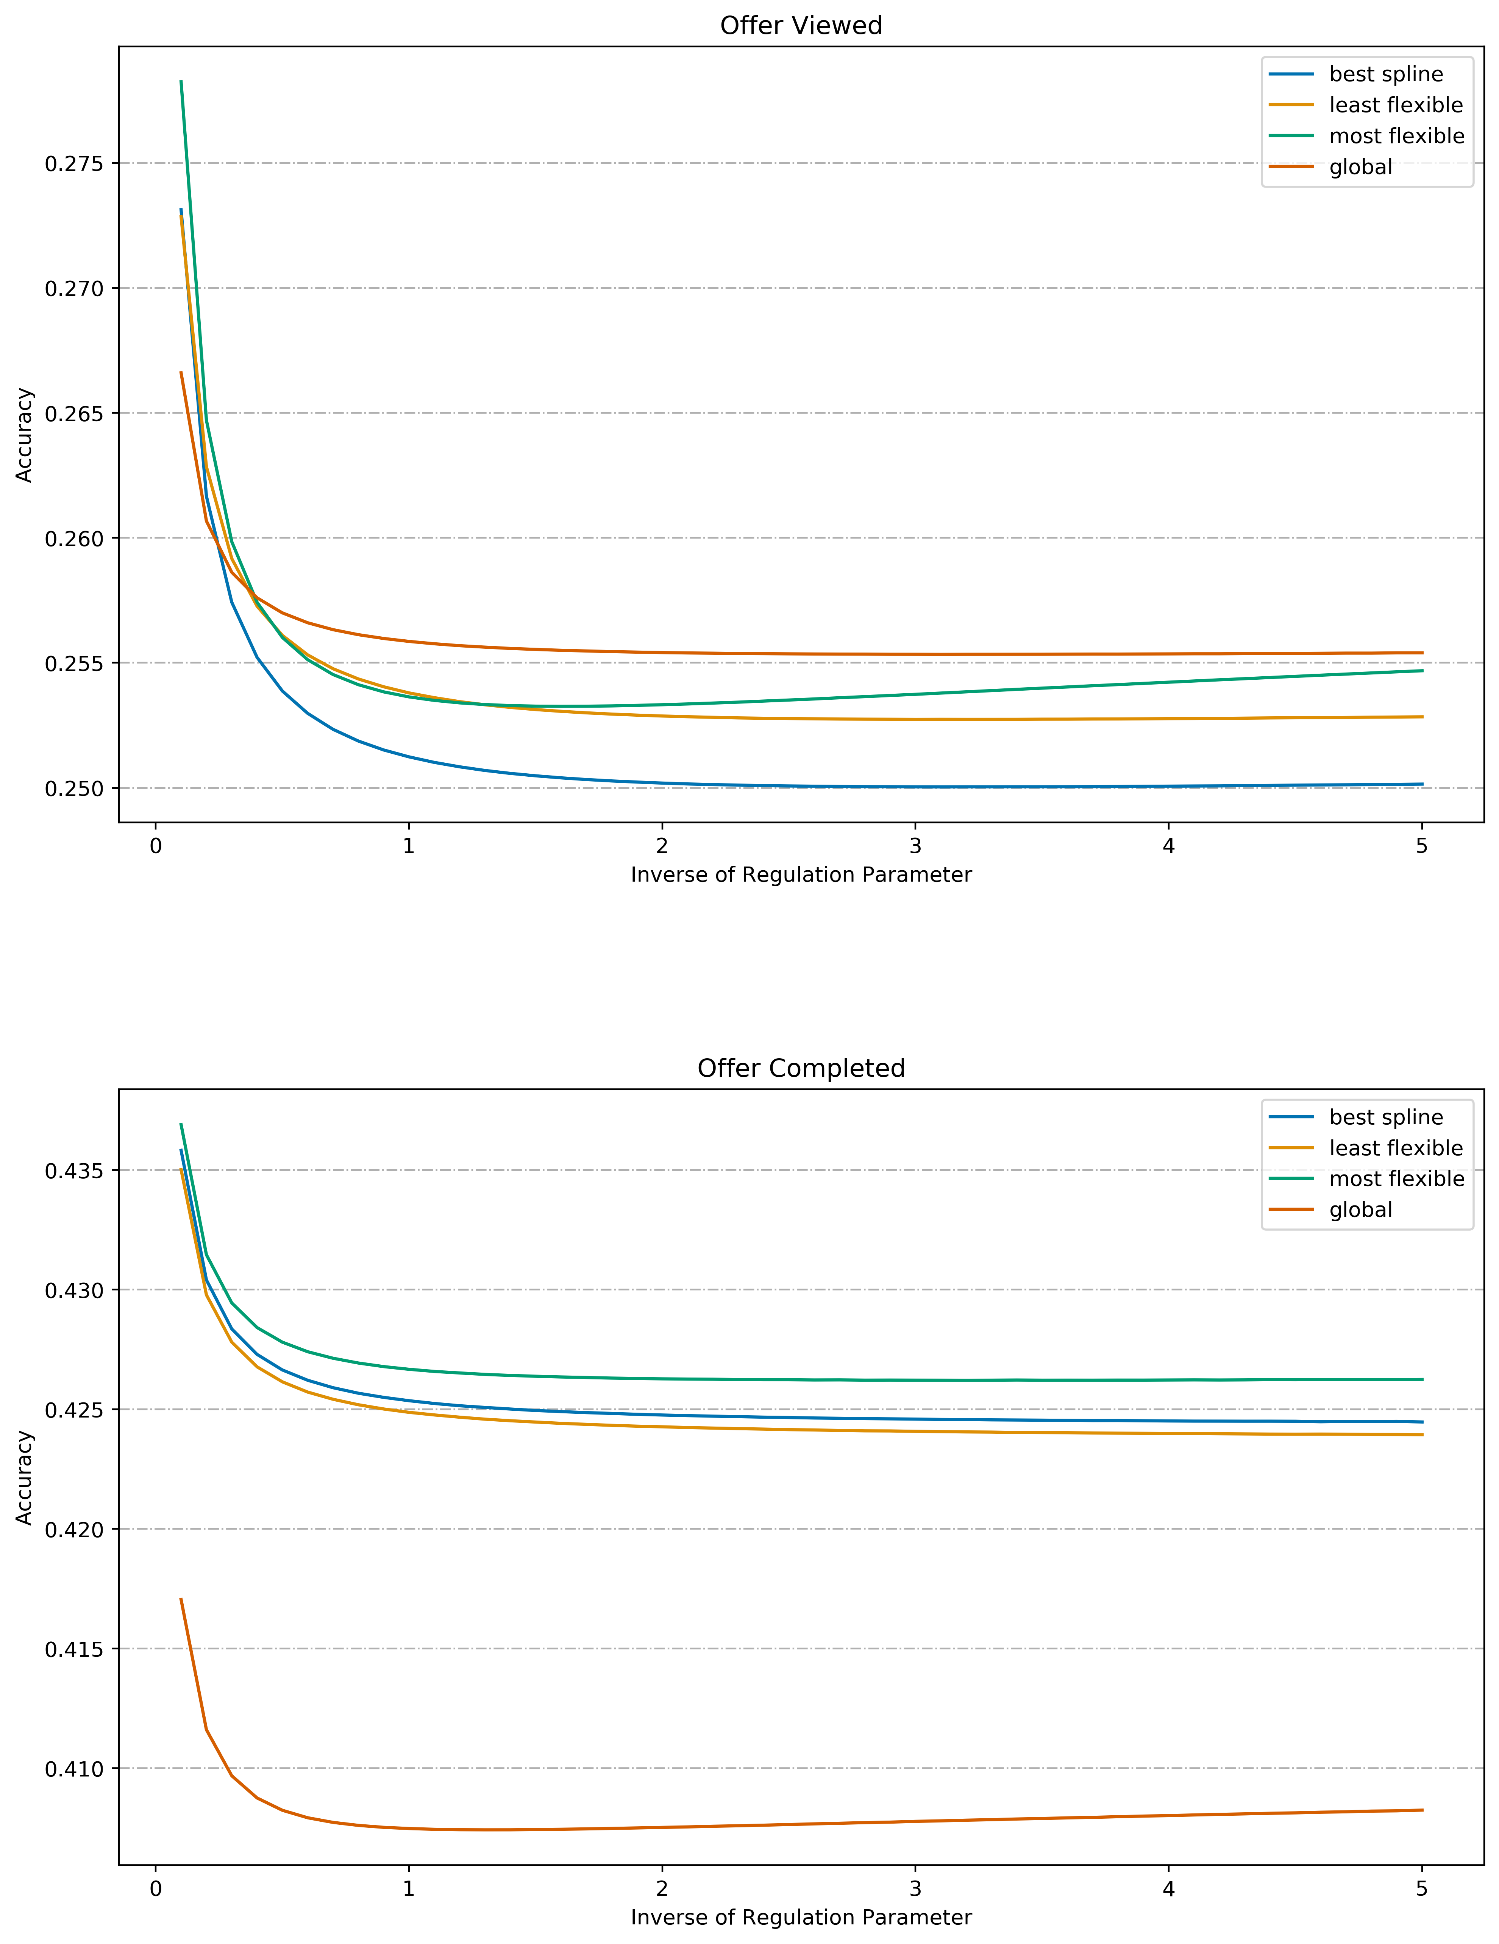 Offer Viewed
best spline
least flexible
most flexible
global
0.275
0.270
0.265
0.260
0.255
0.250
Accuracy
0 1 2 3 4 5
Inverse of Regulation Parameter
Offer Completed
best spline
least flexible
most flexible
global
0.435
0.430
0.425
0.420
0.415
0.410
Accuracy
0 1 2 3 4 5
Inverse of Regulation Parameter